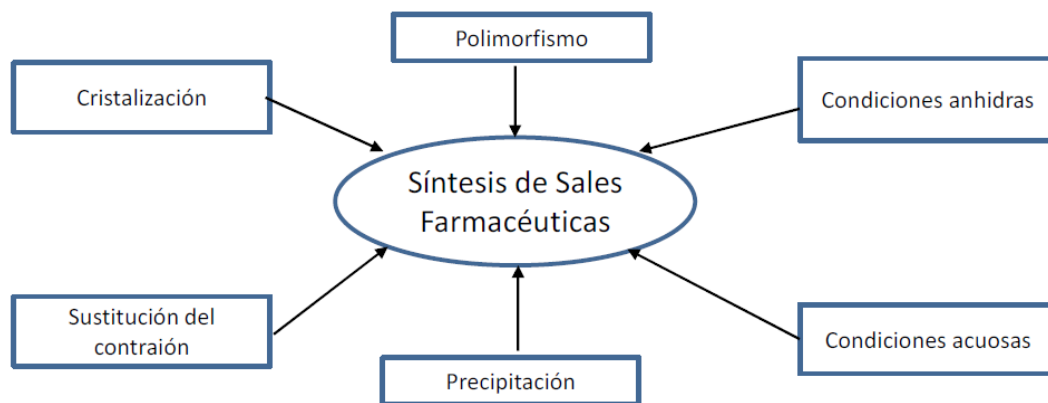 Polimorfismo
Cristalización
Condiciones anhidras
Síntesis de Sales
Farmacéuticas
Sustitución del
contraión
Condiciones acuosas
Precipitación